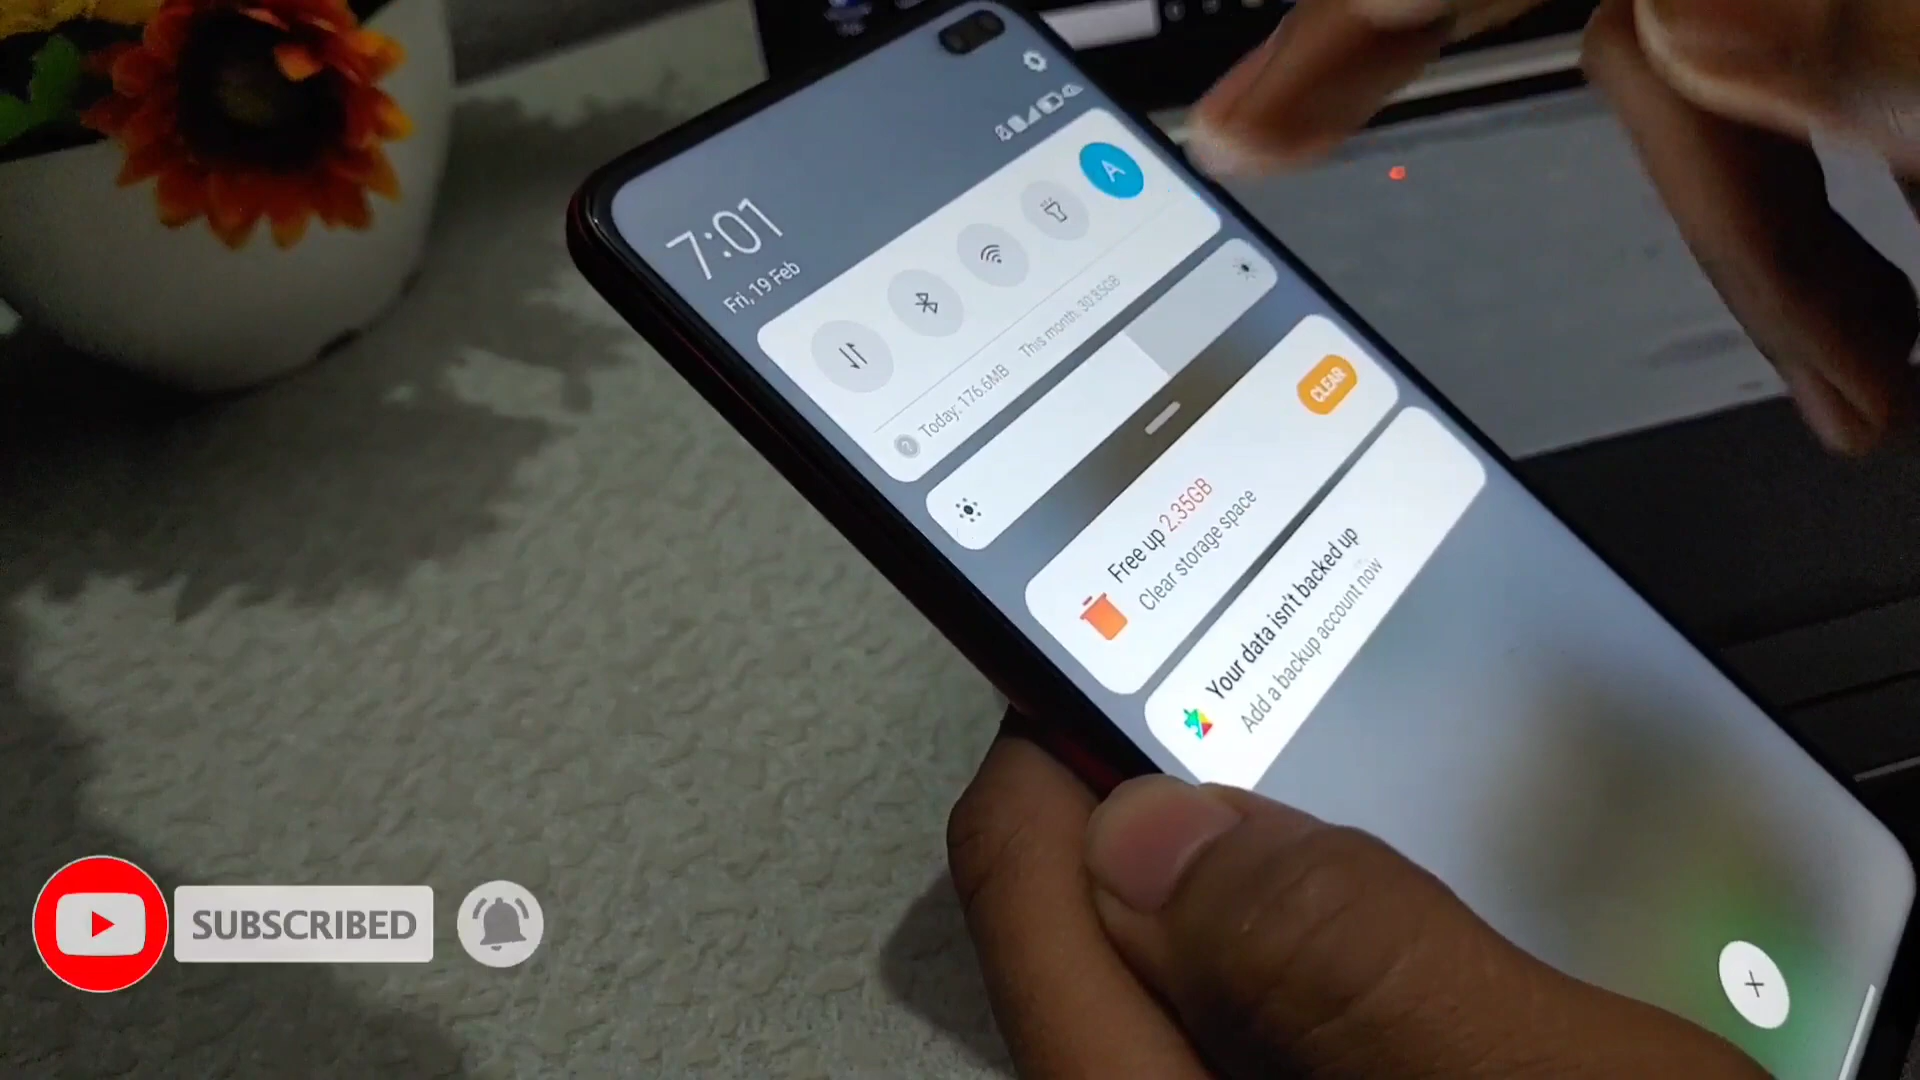 7:01
Fri, 19 Feb
A
Today: 176.6MB This month: 30.85GB
CLEAR
Free up 2.35GB
Clear storage space
Your data isn't backed up
Add a backup account now
SUBSCRIBED